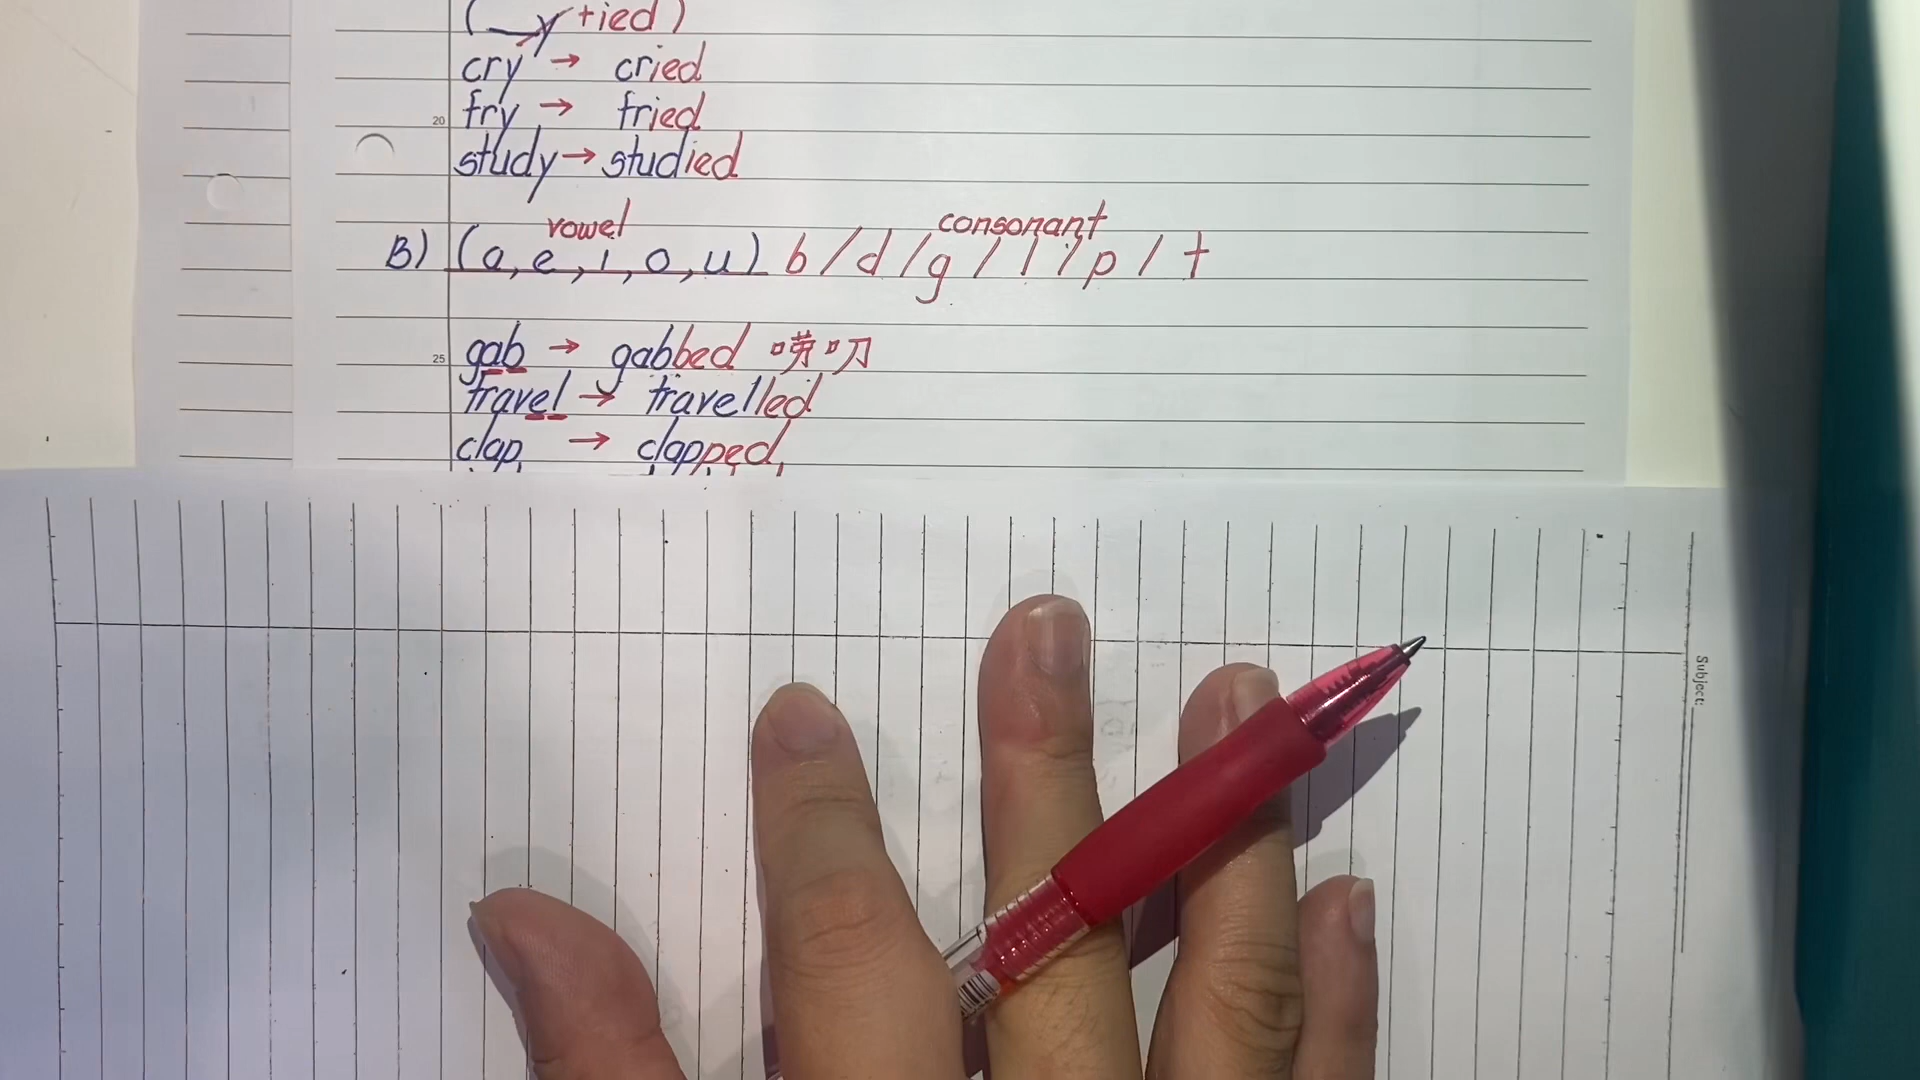 (_y+ied)
cry → cried
20 fry → fried
study → studied
vowel consonant
B) (a, e, i, o, u) b / d / g / l / p / t
25 gab → gabbed 唠叨
travel → travelled
clap → clapped
Subject: